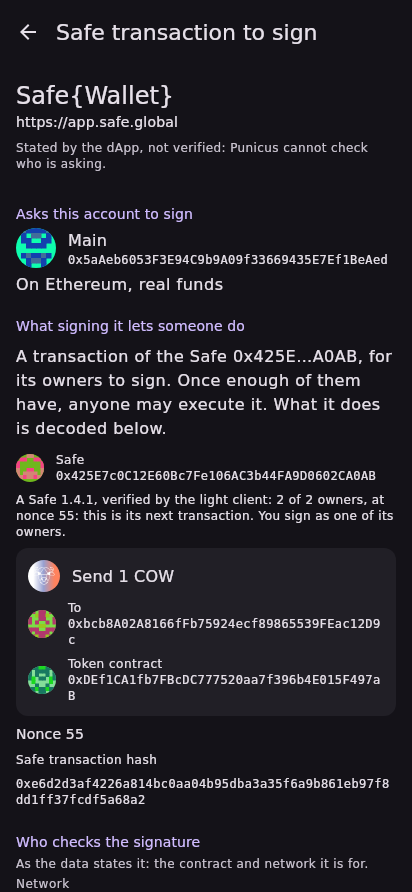 Safe transaction to sign
Safe{Wallet}
https://app.safe.global
Stated by the dApp, not verified: Punicus cannot check
who is asking.
Asks this account to sign
Main
0x5aAeb6053F3E94C9b9A09f33669435E7Ef1BeAed
On Ethereum, real funds
What signing it lets someone do
A transaction of the Safe 0x425E…A0AB, for
its owners to sign. Once enough of them
have, anyone may execute it. What it does
is decoded below.
Safe
0x425E7c0C12E60Bc7Fe106AC3b44FA9D0602CA0AB
A Safe 1.4.1, verified by the light client: 2 of 2 owners, at
nonce 55: this is its next transaction. You sign as one of its
owners.
Send 1 COW
To
0xbcb8A02A8166fFb75924ecf89865539FEac12D9
c
Token contract
0xDEf1CA1fb7FBcDC777520aa7f396b4E015F497a
B
Nonce 55
Safe transaction hash
0xe6d2d3af4226a814bc0aa04b95dba3a35f6a9b861eb97f8
dd1ff37fcdf5a68a2
Who checks the signature
As the data states it: the contract and network it is for.
Network